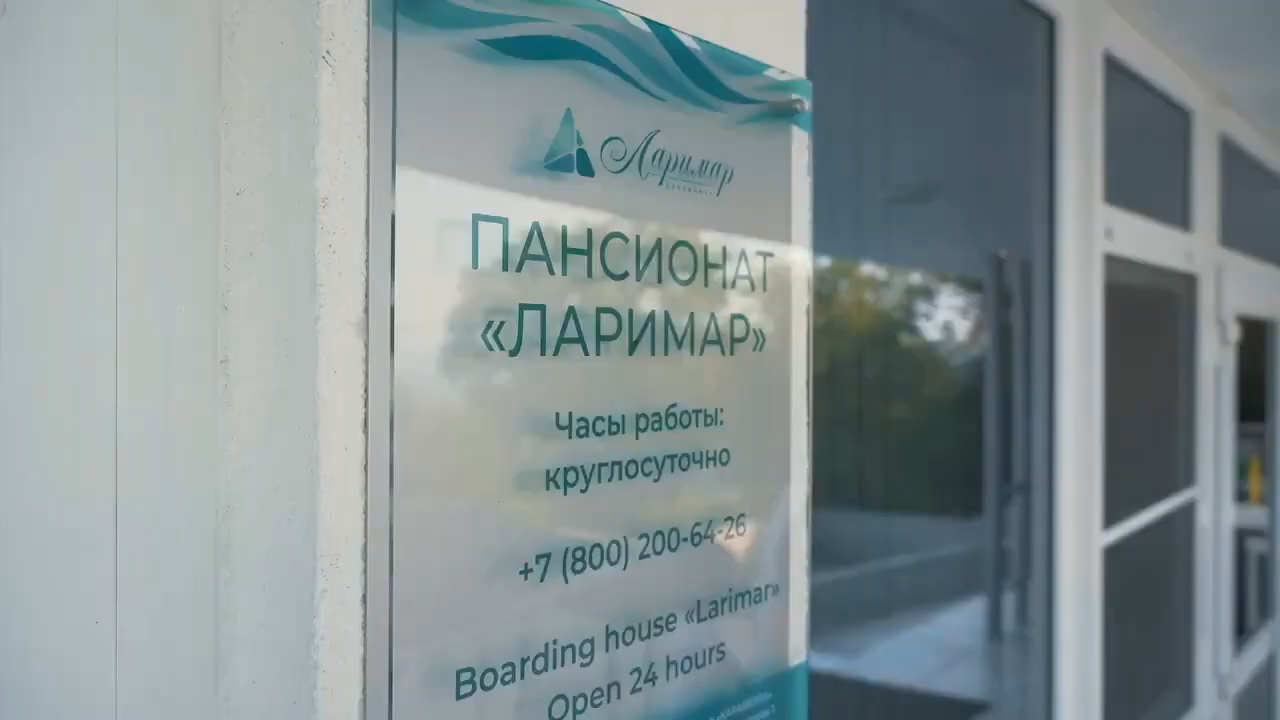 Ларимар
ПАНСИОНАТ
«ЛАРИМАР»
Часы работы:
круглосуточно
+7 (800) 200-64-26
Boarding house «Larimar»
Open 24 hours